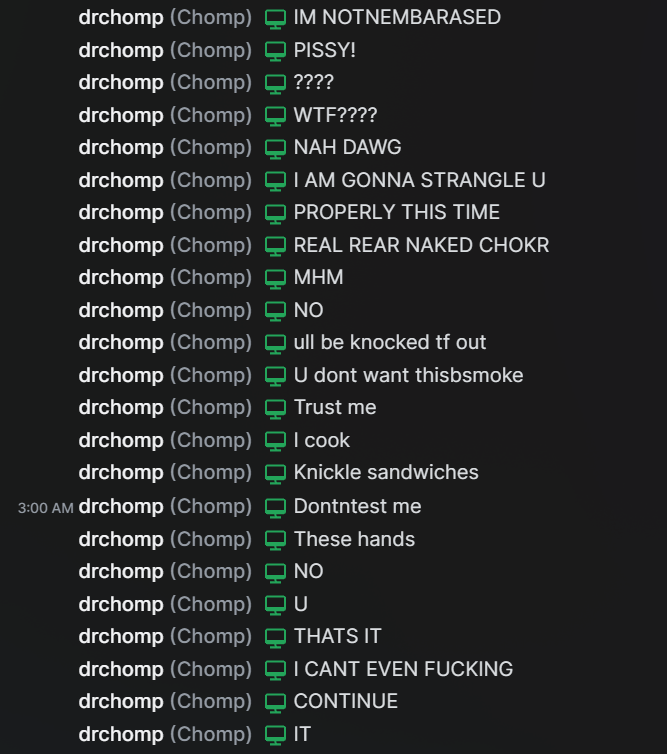 drchomp (Chomp) IM NOTNEMBARASED
drchomp (Chomp) PISSY!
drchomp (Chomp) ????
drchomp (Chomp) WTF????
drchomp (Chomp) NAH DAWG
drchomp (Chomp) I AM GONNA STRANGLE U
drchomp (Chomp) PROPERLY THIS TIME
drchomp (Chomp) REAL REAR NAKED CHOKR
drchomp (Chomp) MHM
drchomp (Chomp) NO
drchomp (Chomp) ull be knocked tf out
drchomp (Chomp) U dont want thisbsmoke
drchomp (Chomp) Trust me
drchomp (Chomp) I cook
drchomp (Chomp) Knickle sandwiches
3:00 AM drchomp (Chomp) Dontntest me
drchomp (Chomp) These hands
drchomp (Chomp) NO
drchomp (Chomp) U
drchomp (Chomp) THATS IT
drchomp (Chomp) I CANT EVEN FUCKING
drchomp (Chomp) CONTINUE
drchomp (Chomp) IT